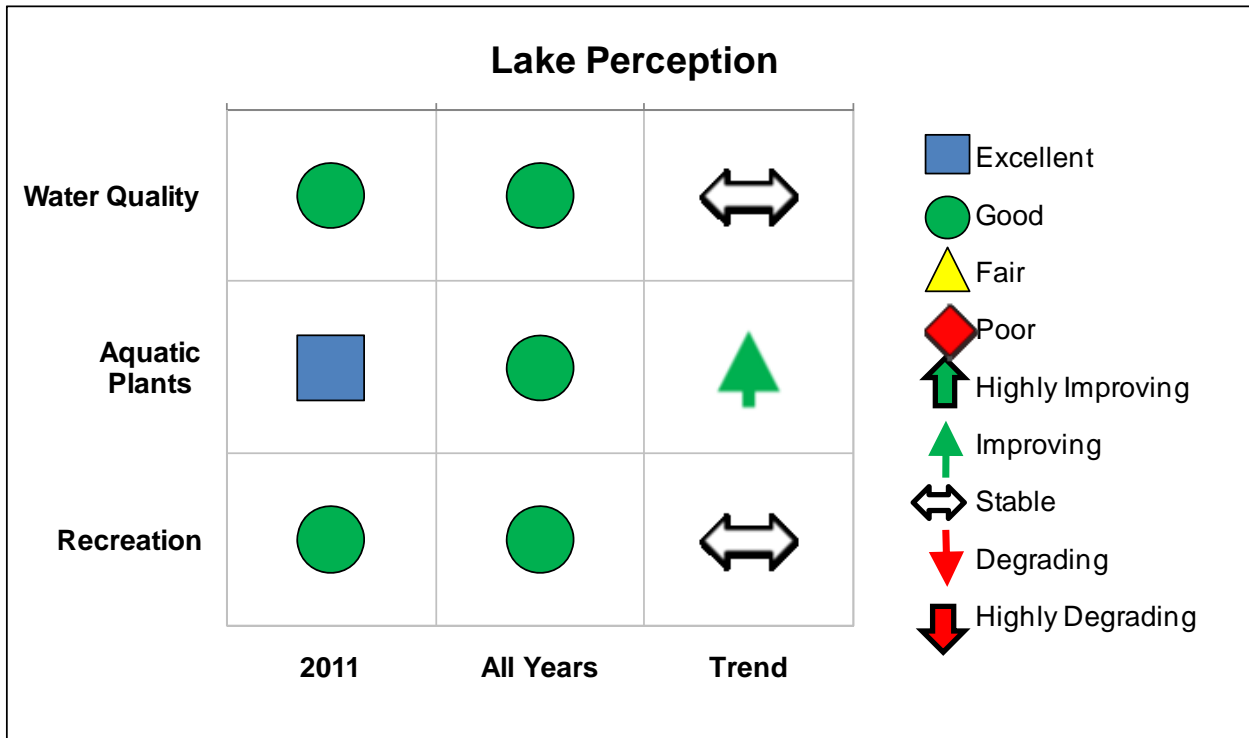 Lake Perception
Water Quality
Aquatic
Plants
Recreation
2011
All Years
Trend
Excellent
Good
Fair
Poor
Highly Improving
Improving
Stable
Degrading
Highly Degrading